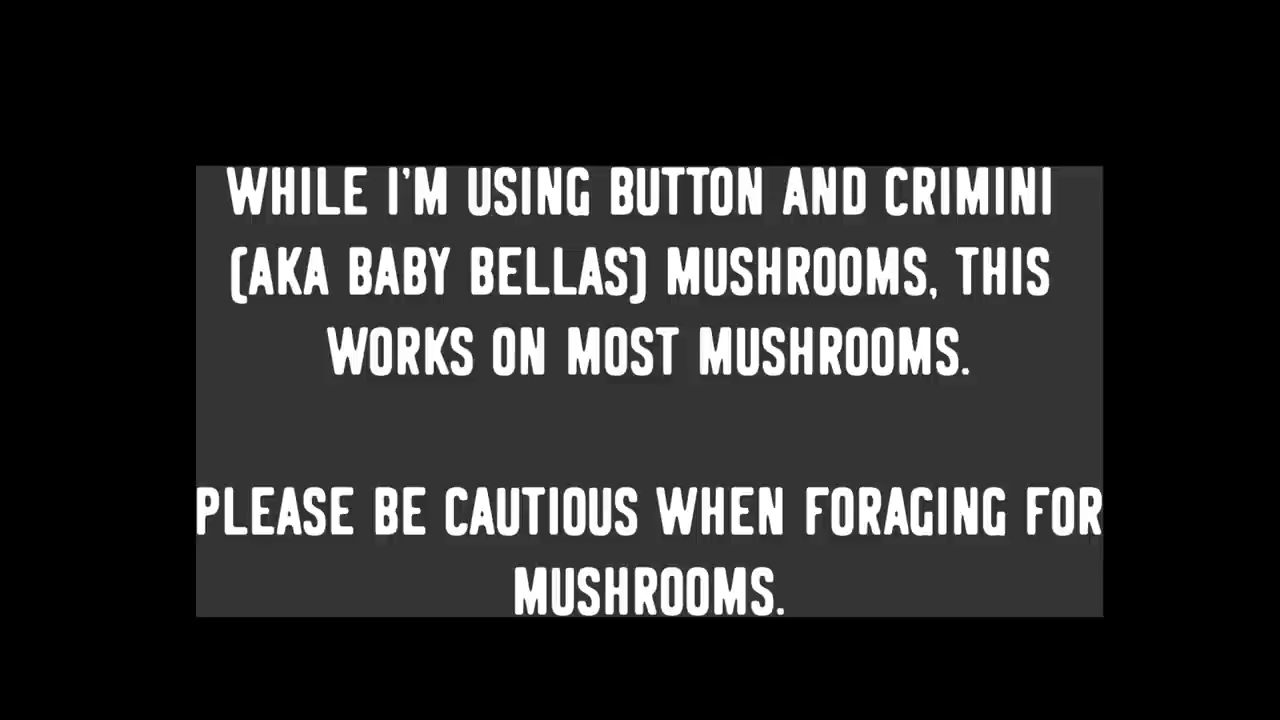 WHILE I'M USING BUTTON AND CRIMINI
(AKA BABY BELLAS) MUSHROOMS, THIS
WORKS ON MOST MUSHROOMS.
PLEASE BE CAUTIOUS WHEN FORAGING FOR
MUSHROOMS.